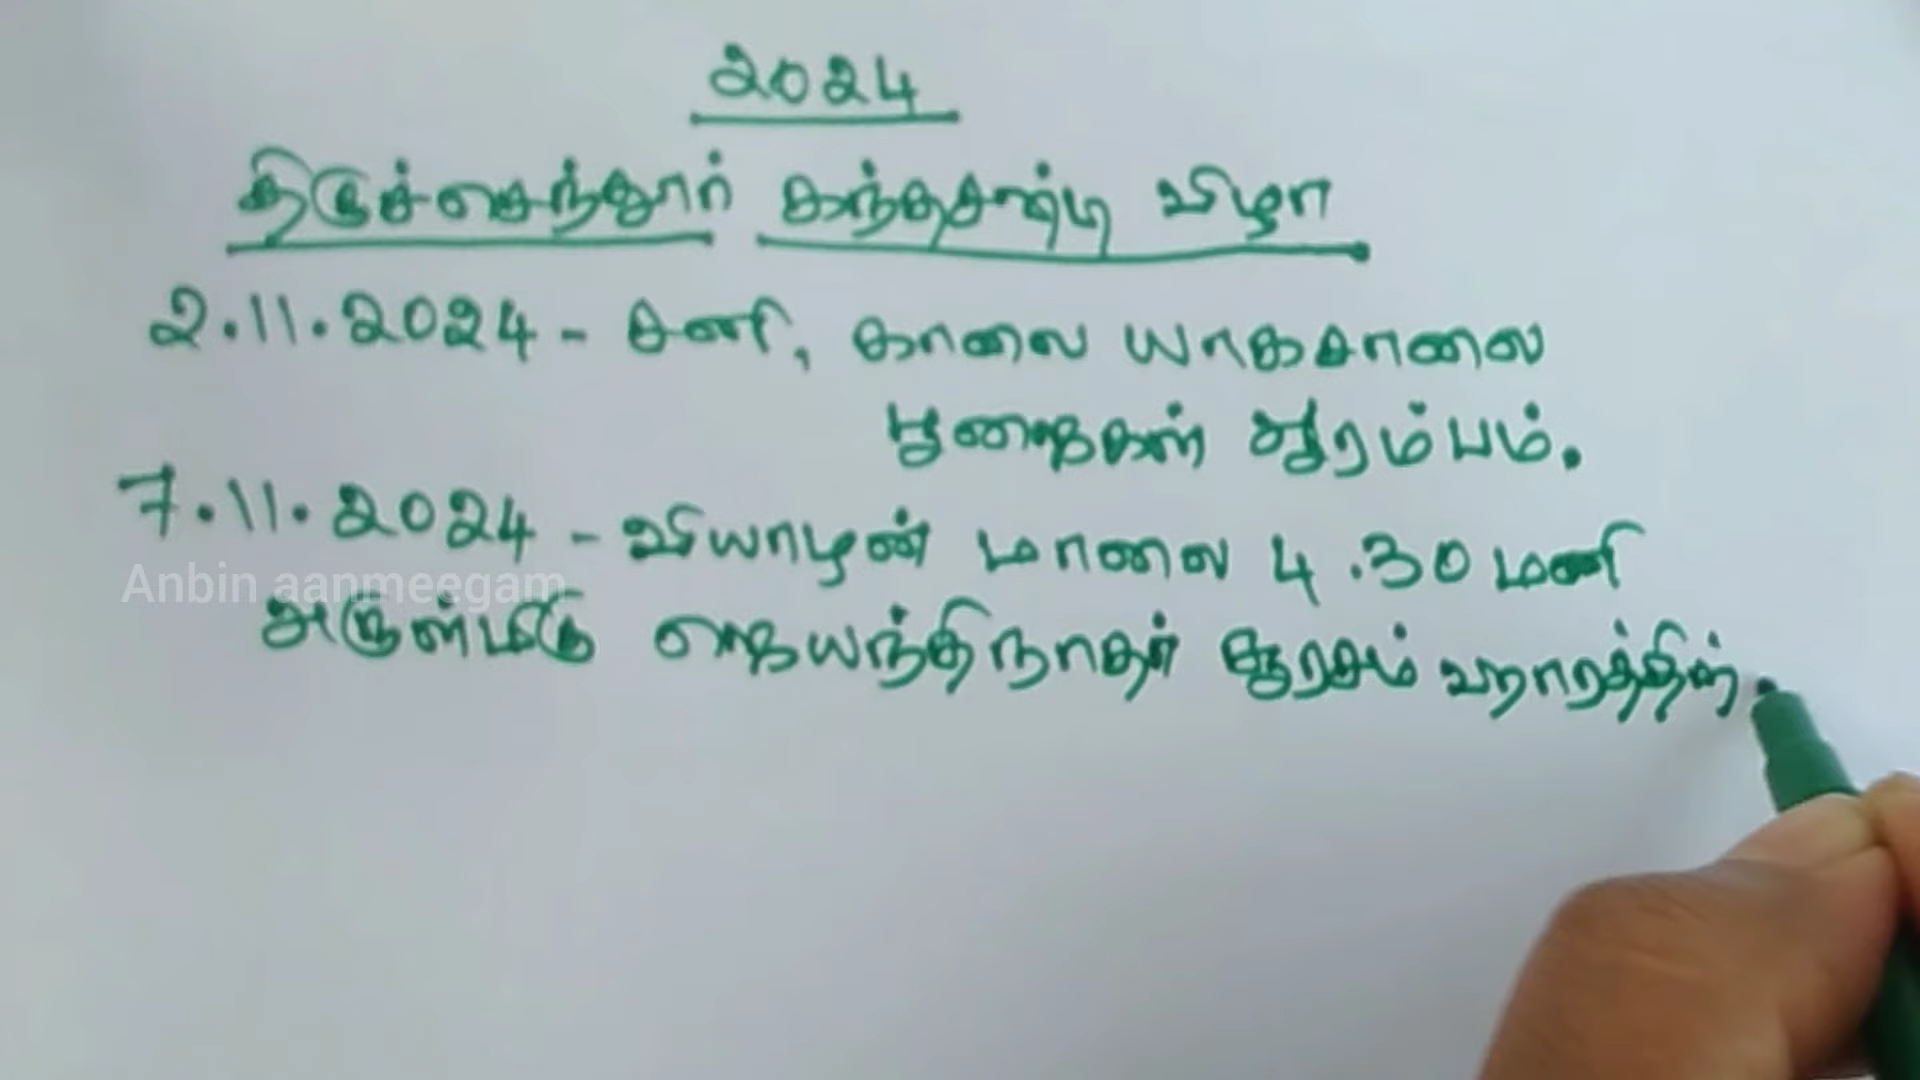 2024
திருச்செந்தூர் கந்தசஷ்டி விழா
2.11.2024 - சனி, காலை யாகசாலை
பூஜைகள் ஆரம்பம்.
7.11.2024 - வியாழன் மாலை 4.30 மணி
Anbin aanmeegam
அருள்மிகு ஜெயந்திநாதர் சூரசம்